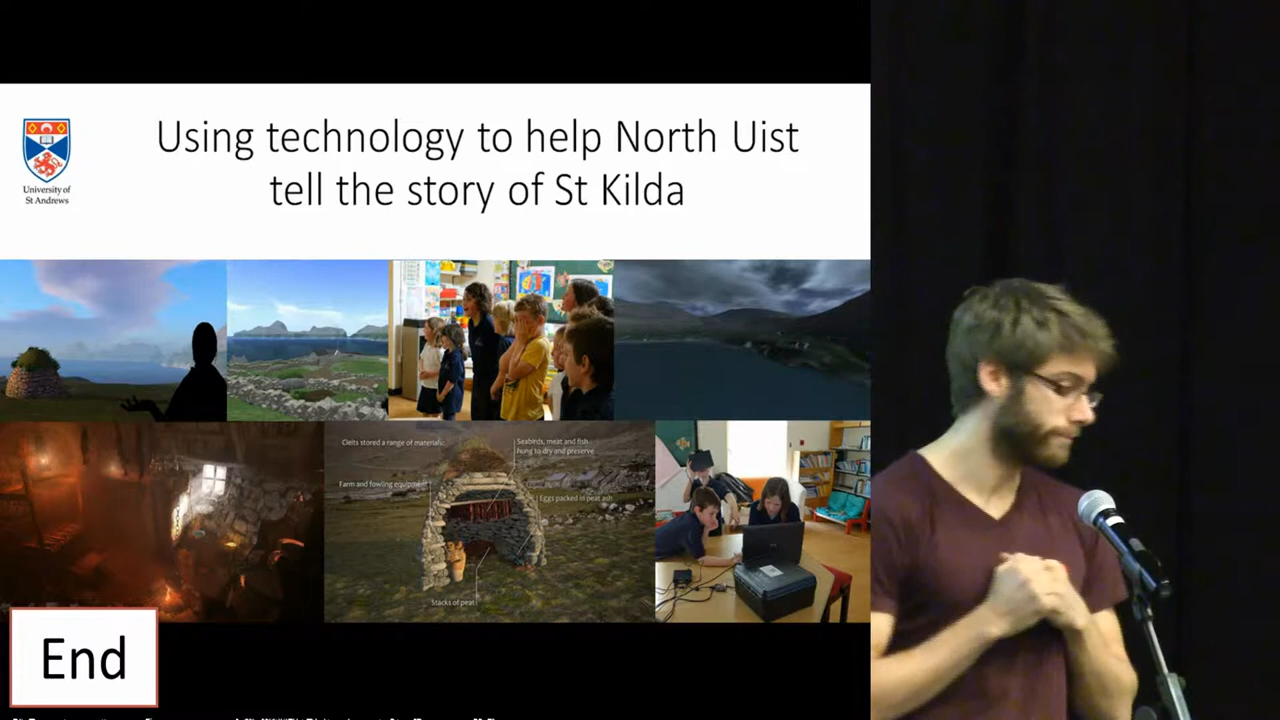 Using technology to help North Uist
tell the story of St Kilda
University of
St Andrews
Cleits stored a range of materials:
Seabirds, meat and fish
hung to dry and preserve
Farm and fowling equipment
Eggs packed in peat ash
Stacks of peat
End